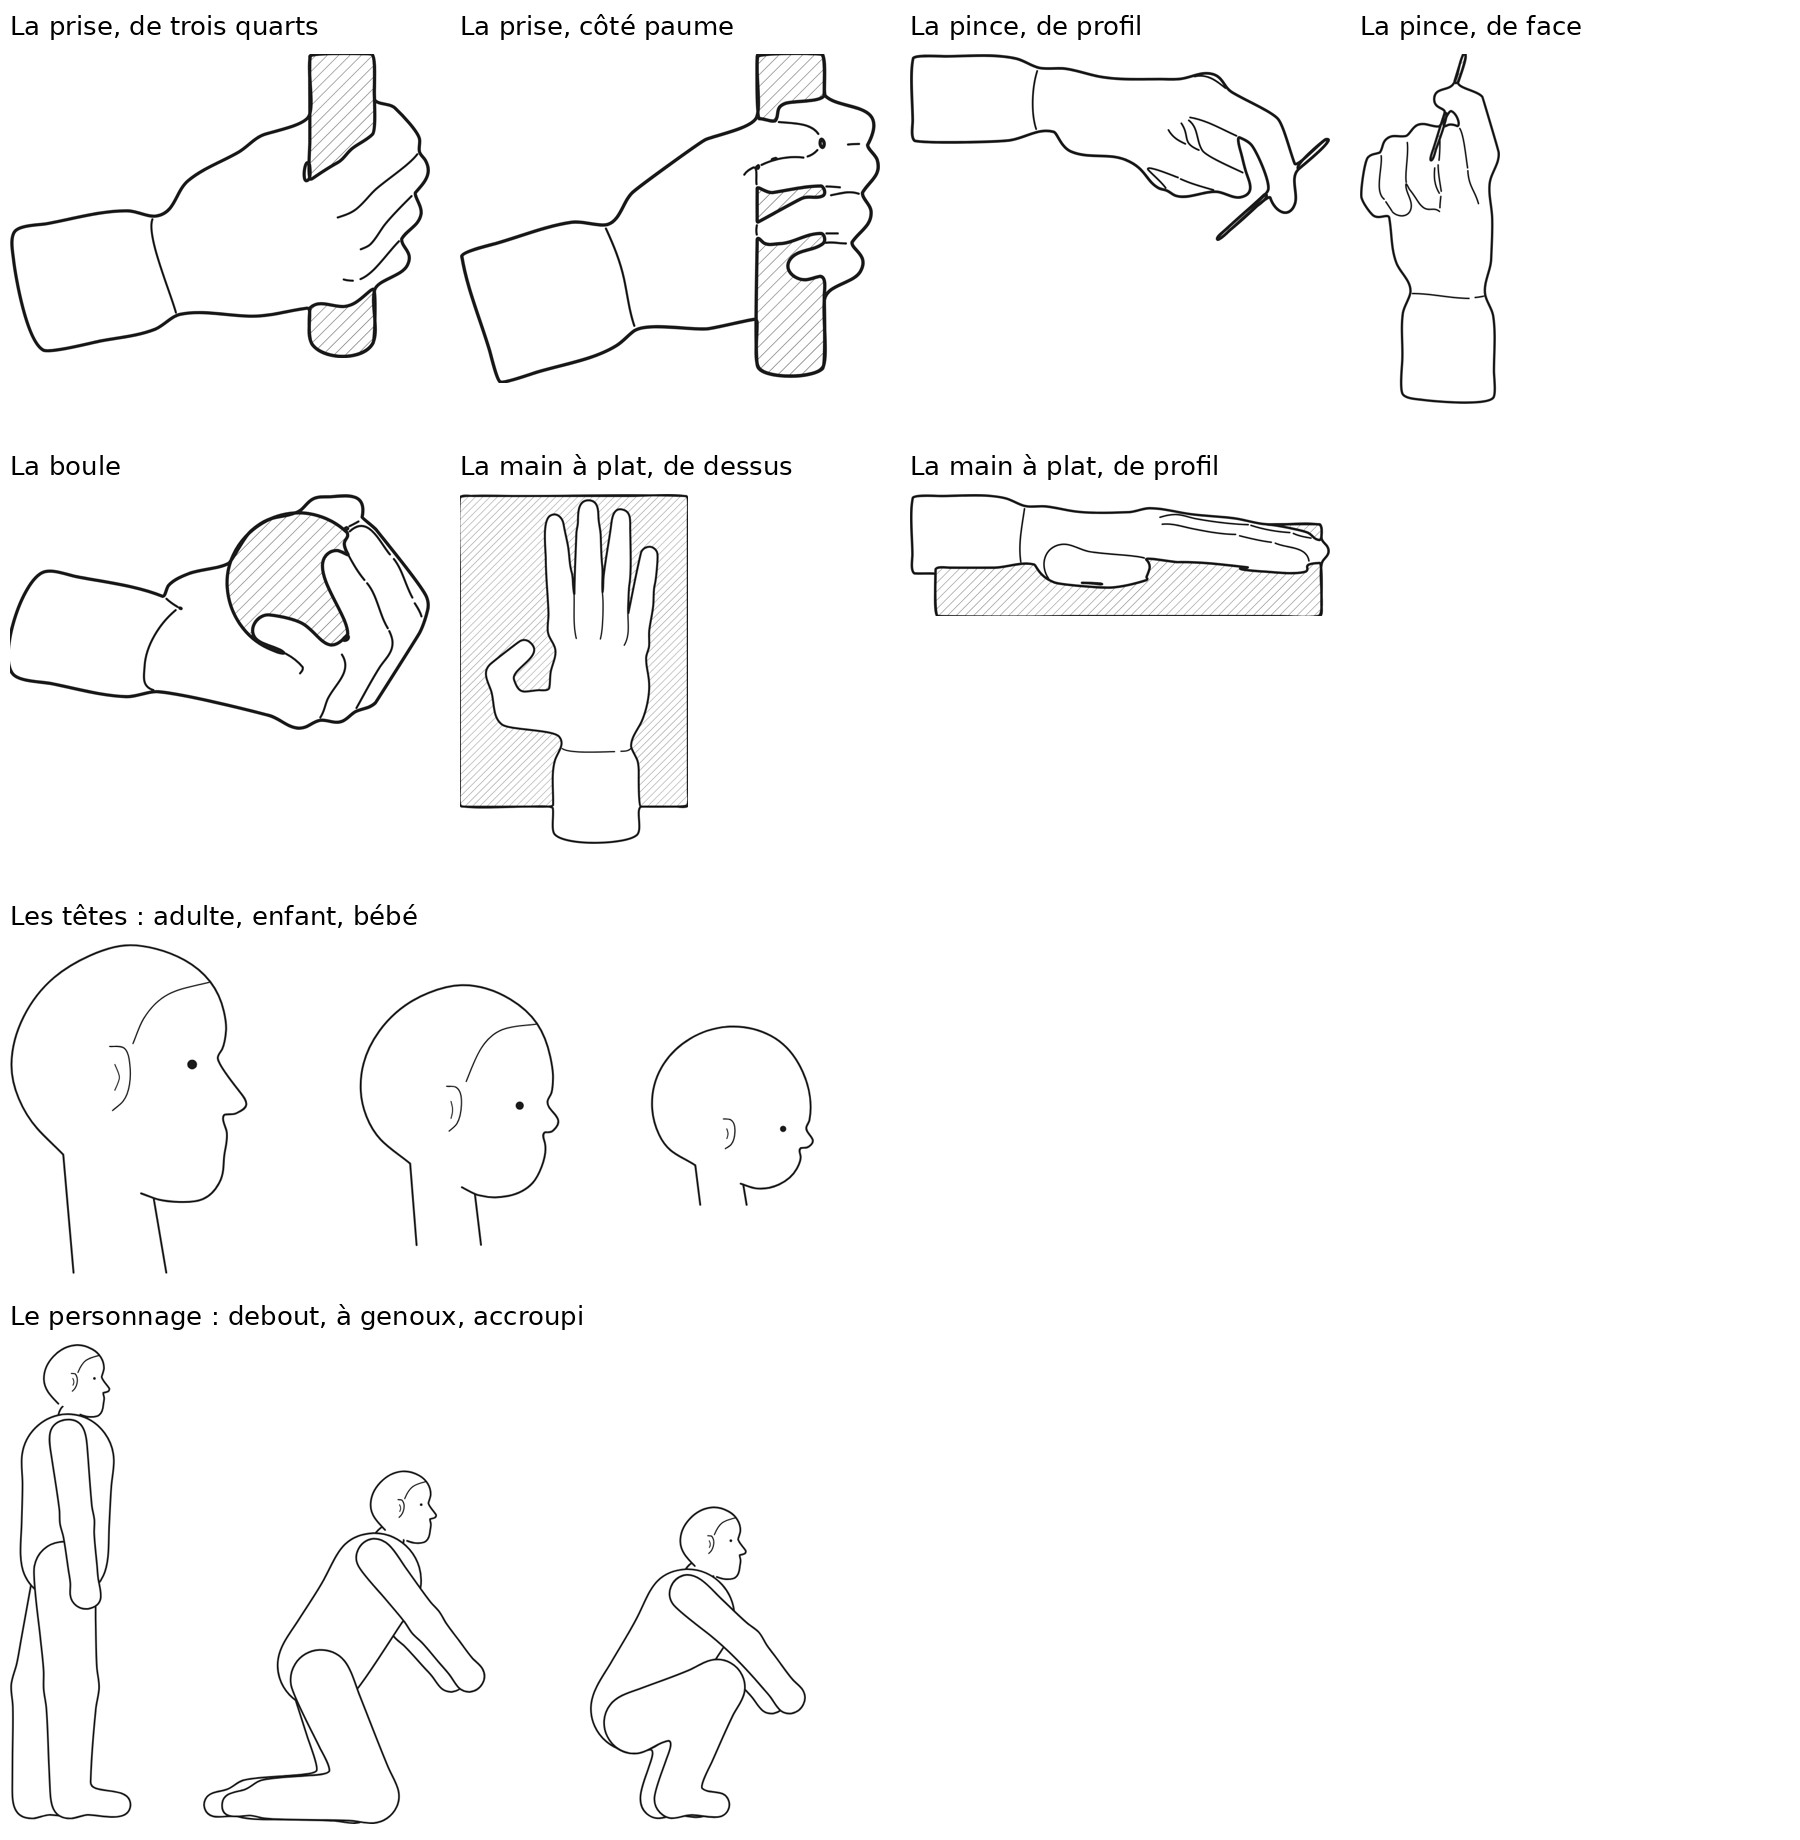 La prise, de trois quarts
La prise, côté paume
La pince, de profil
La pince, de face
La boule
La main à plat, de dessus
La main à plat, de profil
Les têtes : adulte, enfant, bébé
Le personnage : debout, à genoux, accroupi